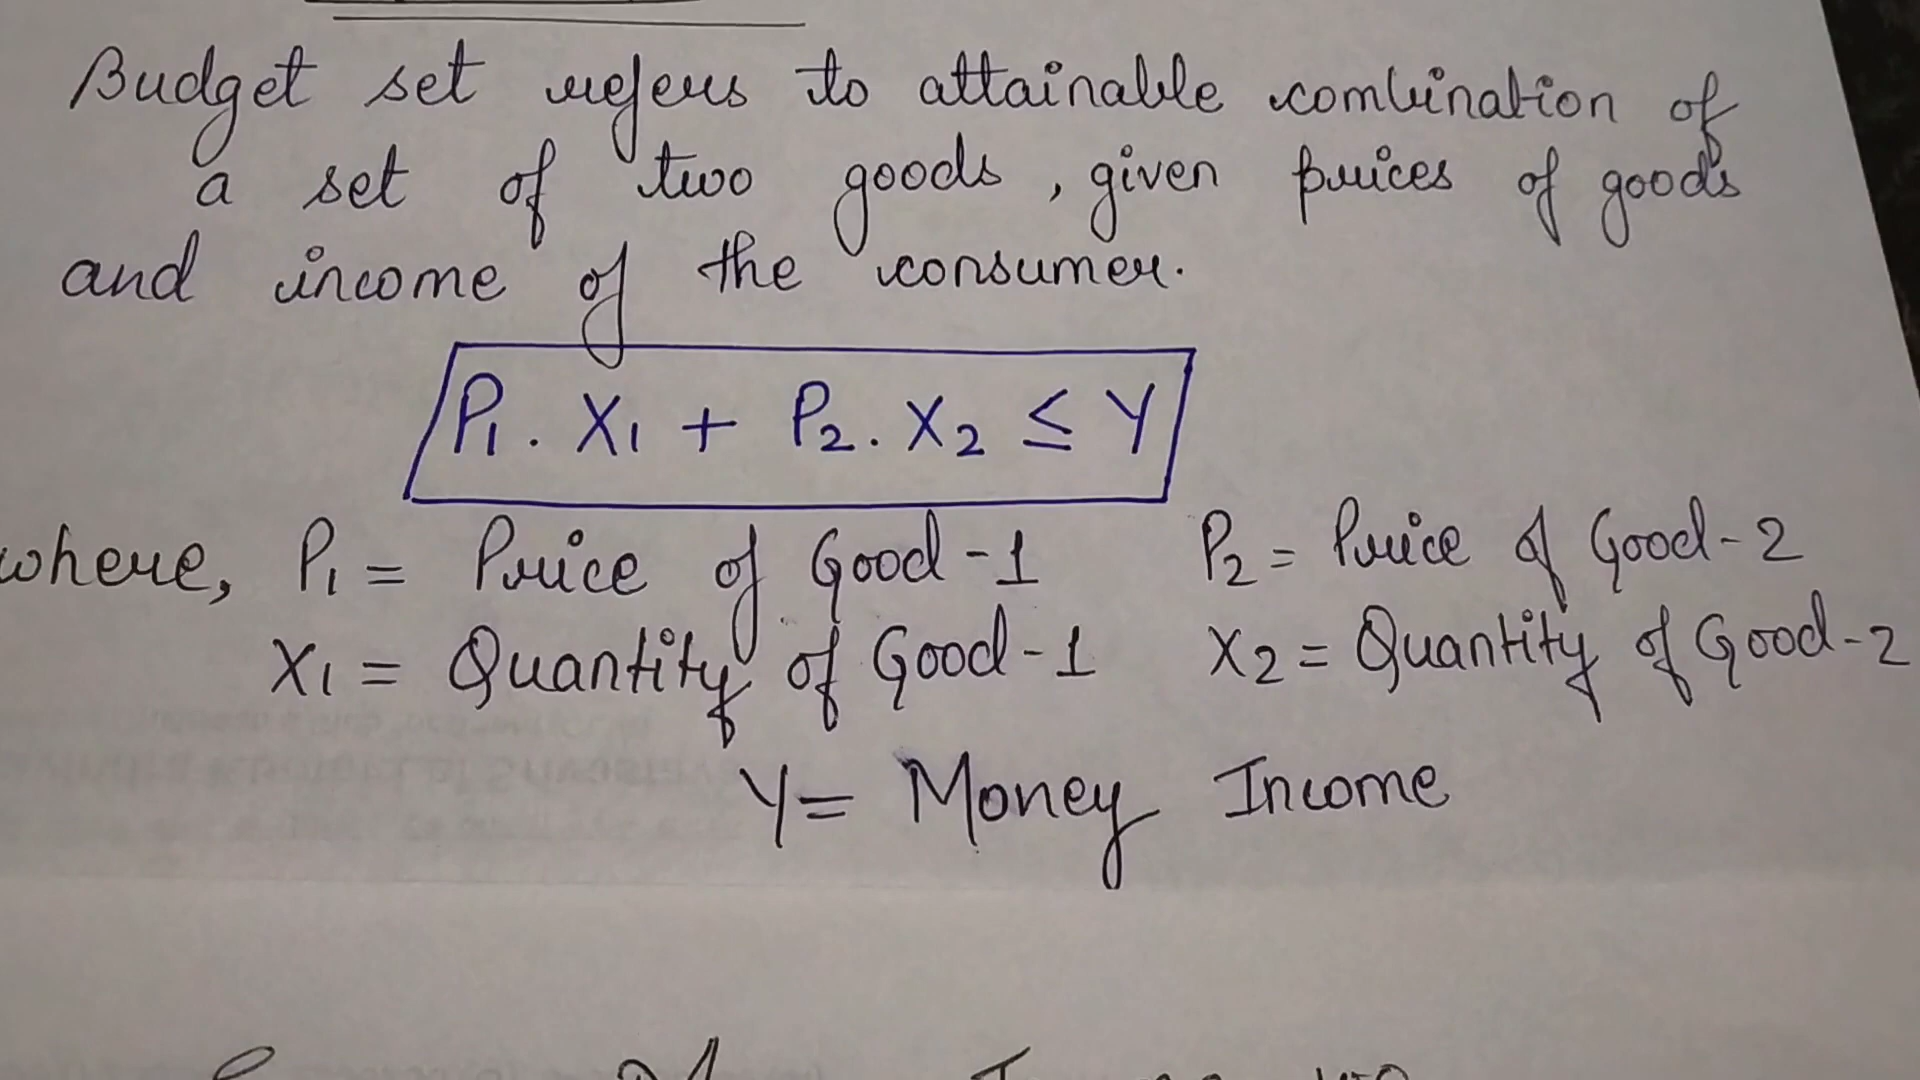 Budget set refers to attainable combination of
a set of two goods, given prices of goods
and income of the consumer.
P₁. X₁ + P₂. X₂ ≤ Y
where, P₁ = Price of Good-1 P₂ = Price of Good-2
X₁ = Quantity of Good-1 X₂ = Quantity of Good-2
Y = Money Income